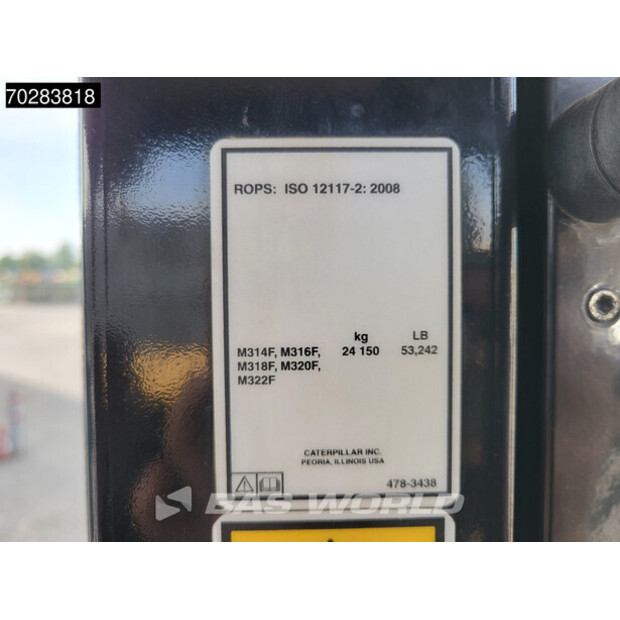 70283818
ROPS: ISO 12117-2: 2008
kg LB
M314F, M316F, 24 150 53,242
M318F, M320F,
M322F
CATERPILLAR INC.
PEORIA, ILLINOIS USA
478-3438
BAS WORLD